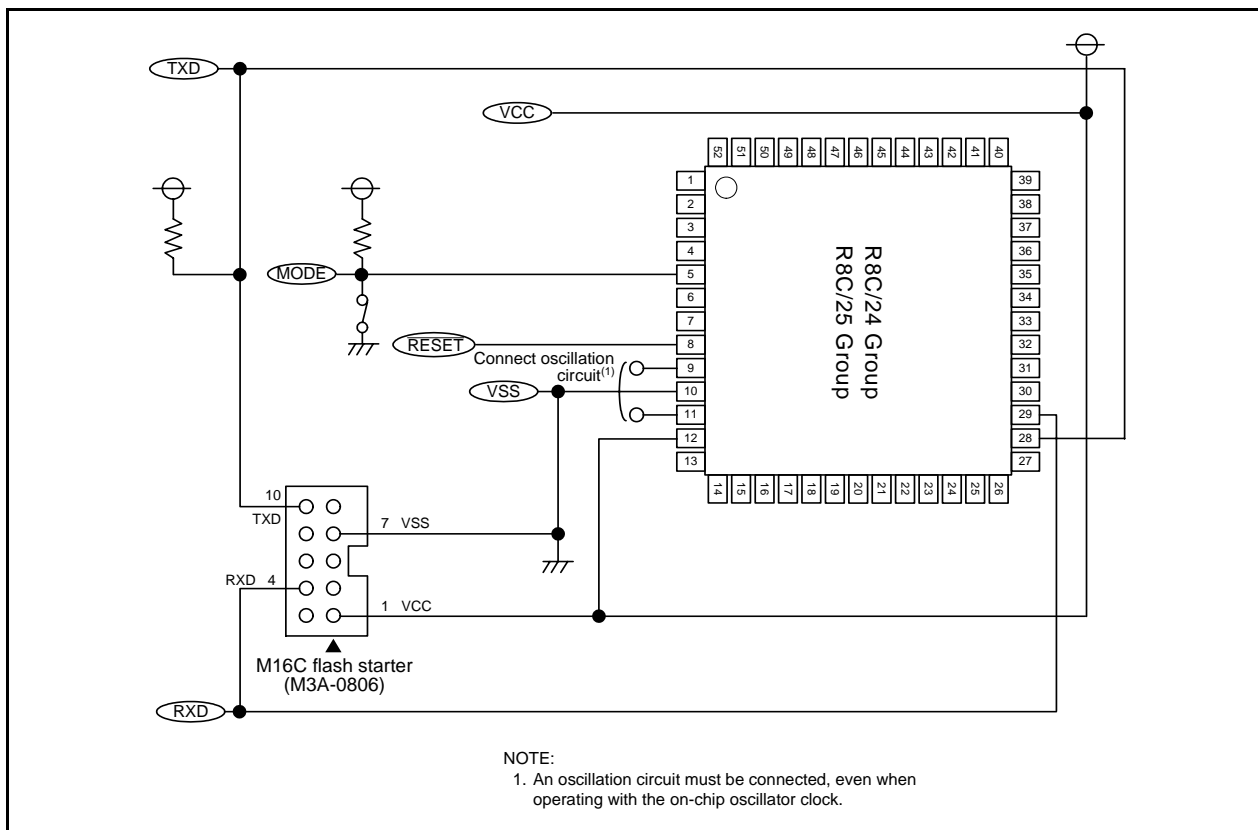 TXD
VCC
52 51 50 49 48 47 46 45 44 43 42 41 40
1
2
3
4
5
6
7
8
9
10
11
12
13
39
38
37
36
35
34
33
32
31
30
29
28
27
14 15 16 17 18 19 20 21 22 23 24 25 26
R8C/24 Group
R8C/25 Group
MODE
RESET
Connect oscillation
circuit(1)
VSS
10
TXD
7 VSS
RXD 4
1 VCC
M16C flash starter
(M3A-0806)
RXD
NOTE:
1. An oscillation circuit must be connected, even when
operating with the on-chip oscillator clock.